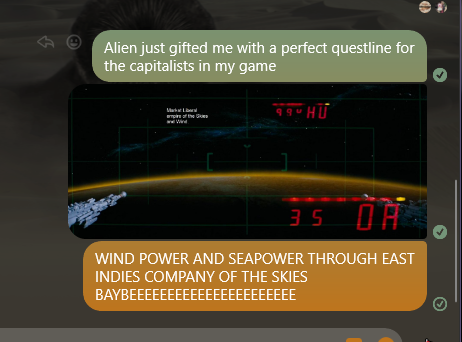 Alien just gifted me with a perfect questline for
the capitalists in my game
Market Liberal
empire of the Skies
and Wind
994 HU
35 OA
WIND POWER AND SEAPOWER THROUGH EAST
INDIES COMPANY OF THE SKIES
BAYBEEEEEEEEEEEEEEEEEEEEEE